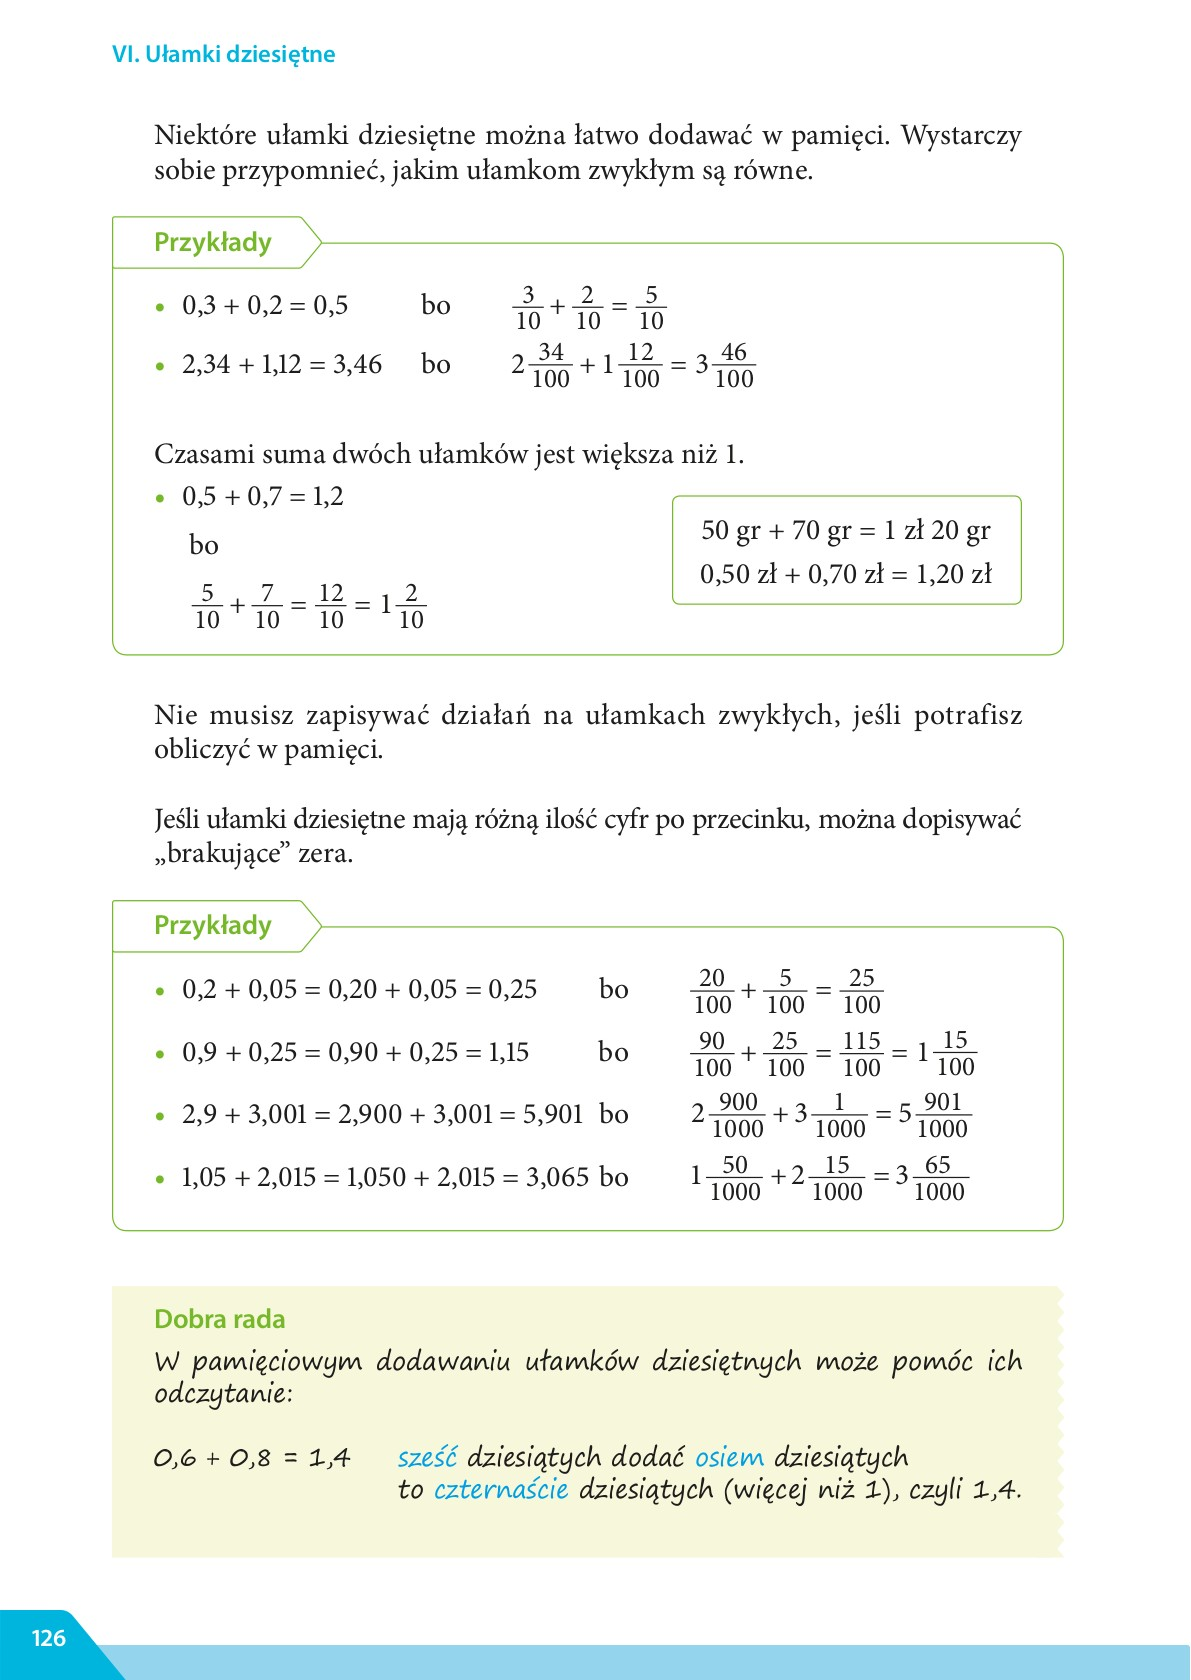 VI. Ułamki dziesiętne
Niektóre ułamki dziesiętne można łatwo dodawać w pamięci. Wystarczy
sobie przypomnieć, jakim ułamkom zwykłym są równe.
Przykłady
• 0,3 + 0,2 = 0,5 bo 3/10 + 2/10 = 5/10
• 2,34 + 1,12 = 3,46 bo 2 34/100 + 1 12/100 = 3 46/100
Czasami suma dwóch ułamków jest większa niż 1.
• 0,5 + 0,7 = 1,2
bo
5/10 + 7/10 = 12/10 = 1 2/10
50 gr + 70 gr = 1 zł 20 gr
0,50 zł + 0,70 zł = 1,20 zł
Nie musisz zapisywać działań na ułamkach zwykłych, jeśli potrafisz
obliczyć w pamięci.
Jeśli ułamki dziesiętne mają różną ilość cyfr po przecinku, można dopisywać
„brakujące” zera.
Przykłady
• 0,2 + 0,05 = 0,20 + 0,05 = 0,25 bo 20/100 + 5/100 = 25/100
• 0,9 + 0,25 = 0,90 + 0,25 = 1,15 bo 90/100 + 25/100 = 115/100 = 1 15/100
• 2,9 + 3,001 = 2,900 + 3,001 = 5,901 bo 2 900/1000 + 3 1/1000 = 5 901/1000
• 1,05 + 2,015 = 1,050 + 2,015 = 3,065 bo 1 50/1000 + 2 15/1000 = 3 65/1000
Dobra rada
W pamięciowym dodawaniu ułamków dziesiętnych może pomóc ich
odczytanie:
0,6 + 0,8 = 1,4 sześć dziesiątych dodać osiem dziesiątych
to czternaście dziesiątych (więcej niż 1), czyli 1,4.
126